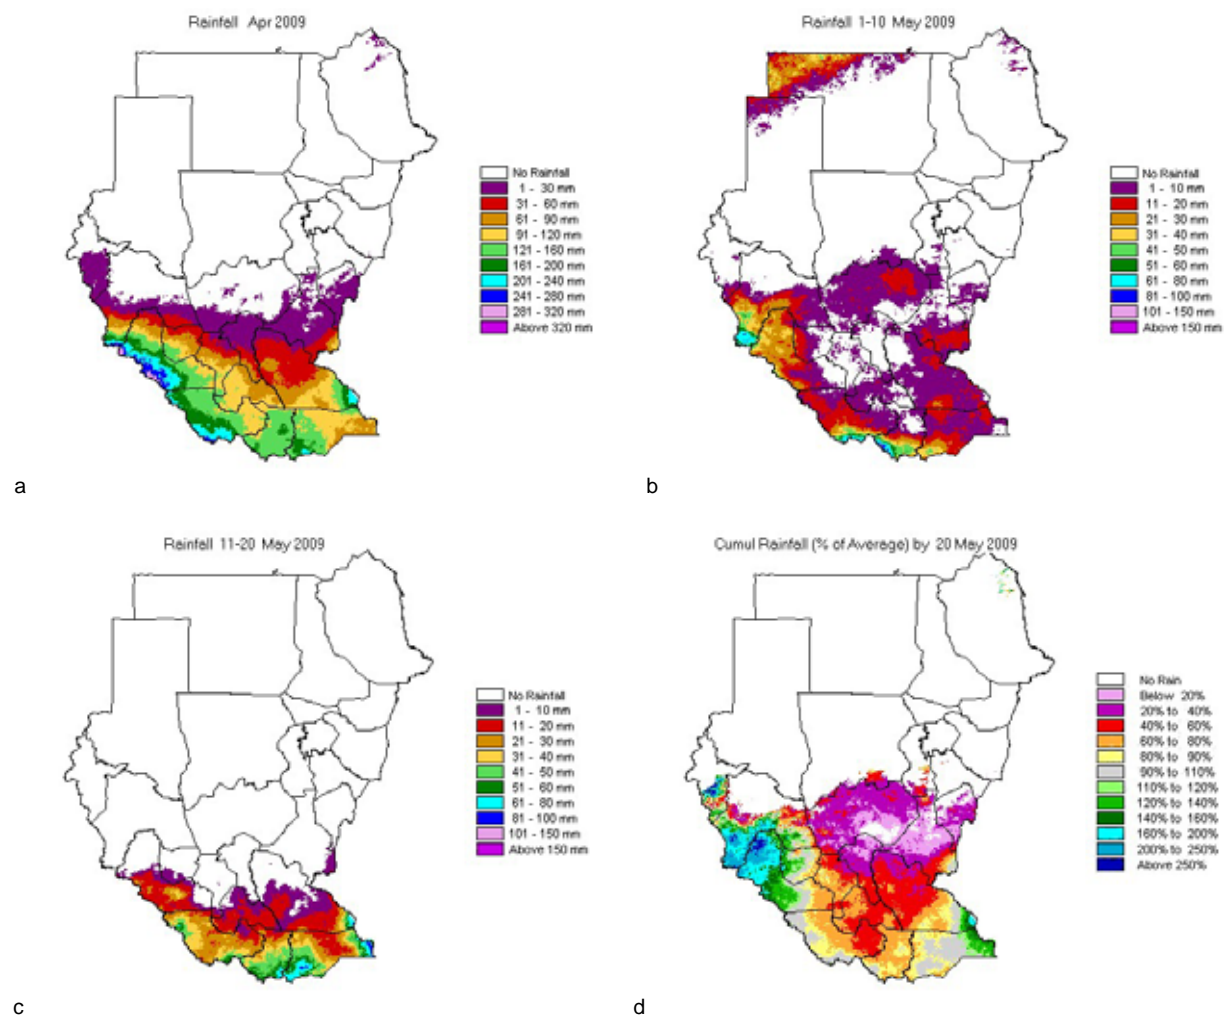 Rainfall Apr 2009
No Rainfall
1 - 30 mm
31 - 60 mm
61 - 90 mm
91 - 120 mm
121 - 160 mm
161 - 200 mm
201 - 240 mm
241 - 280 mm
281 - 320 mm
Above 320 mm
a
Rainfall 1-10 May 2009
No Rainfall
1 - 10 mm
11 - 20 mm
21 - 30 mm
31 - 40 mm
41 - 50 mm
51 - 60 mm
61 - 80 mm
81 - 100 mm
101 - 150 mm
Above 150 mm
b
Rainfall 11-20 May 2009
No Rainfall
1 - 10 mm
11 - 20 mm
21 - 30 mm
31 - 40 mm
41 - 50 mm
51 - 60 mm
61 - 80 mm
81 - 100 mm
101 - 150 mm
Above 150 mm
c
Cumul Rainfall (% of Average) by 20 May 2009
No Rain
Below 20%
20% to 40%
40% to 60%
60% to 80%
80% to 90%
90% to 110%
110% to 120%
120% to 140%
140% to 160%
160% to 200%
200% to 250%
Above 250%
d